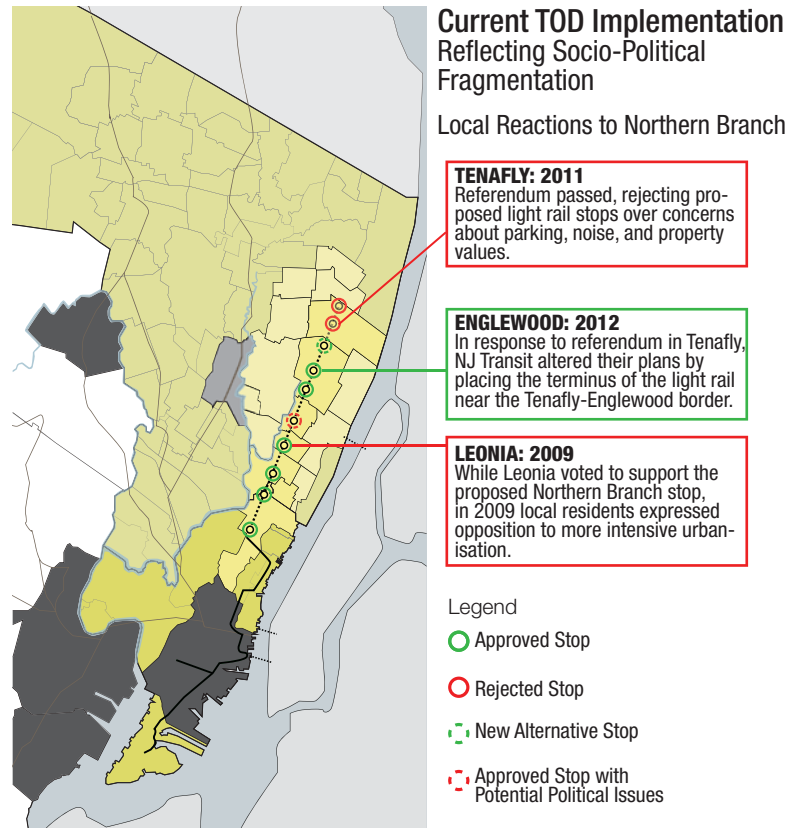 Current TOD Implementation
Reflecting Socio-Political
Fragmentation
Local Reactions to Northern Branch
TENAFLY: 2011
Referendum passed, rejecting pro-
posed light rail stops over concerns
about parking, noise, and property
values.
ENGLEWOOD: 2012
In response to referendum in Tenafly,
NJ Transit altered their plans by
placing the terminus of the light rail
near the Tenafly-Englewood border.
LEONIA: 2009
While Leonia voted to support the
proposed Northern Branch stop,
in 2009 local residents expressed
opposition to more intensive urban-
isation.
Legend
Approved Stop
Rejected Stop
New Alternative Stop
Approved Stop with
Potential Political Issues